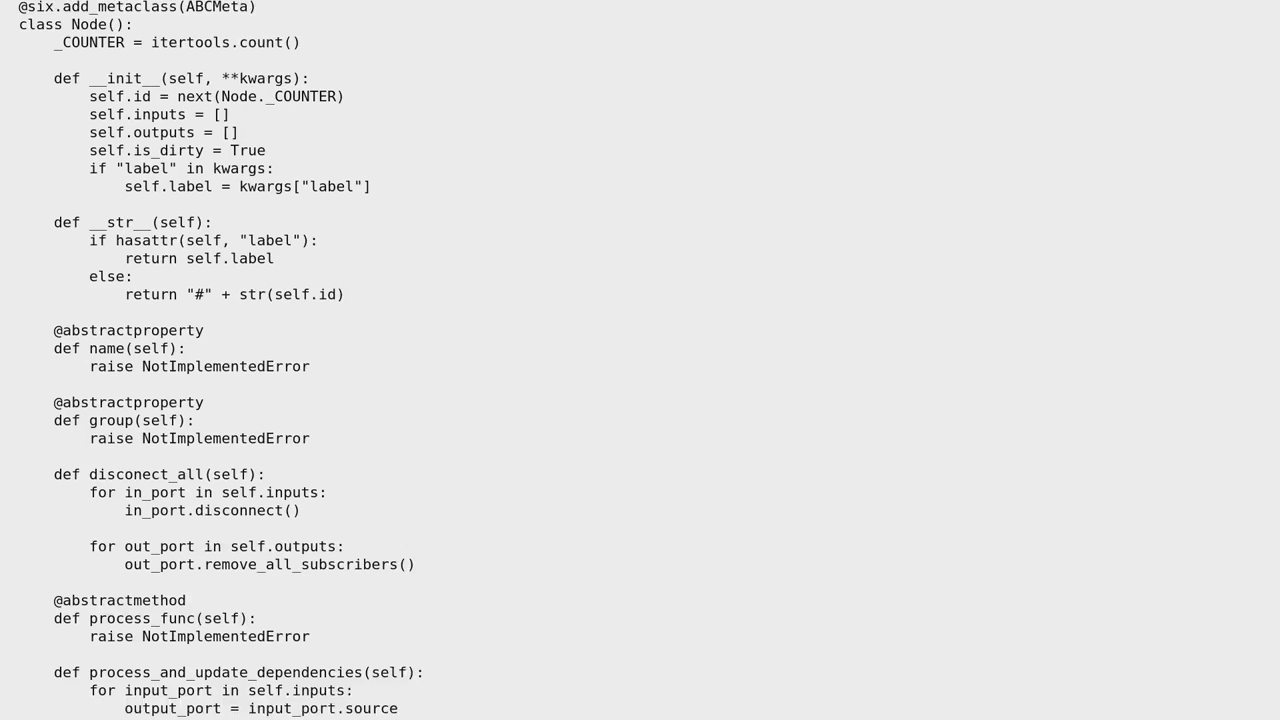 @six.add_metaclass(ABCMeta)
class Node():
    _COUNTER = itertools.count()

    def __init__(self, **kwargs):
        self.id = next(Node._COUNTER)
        self.inputs = []
        self.outputs = []
        self.is_dirty = True
        if "label" in kwargs:
            self.label = kwargs["label"]

    def __str__(self):
        if hasattr(self, "label"):
            return self.label
        else:
            return "#" + str(self.id)

    @abstractproperty
    def name(self):
        raise NotImplementedError

    @abstractproperty
    def group(self):
        raise NotImplementedError

    def disconect_all(self):
        for in_port in self.inputs:
            in_port.disconnect()

        for out_port in self.outputs:
            out_port.remove_all_subscribers()

    @abstractmethod
    def process_func(self):
        raise NotImplementedError

    def process_and_update_dependencies(self):
        for input_port in self.inputs:
            output_port = input_port.source